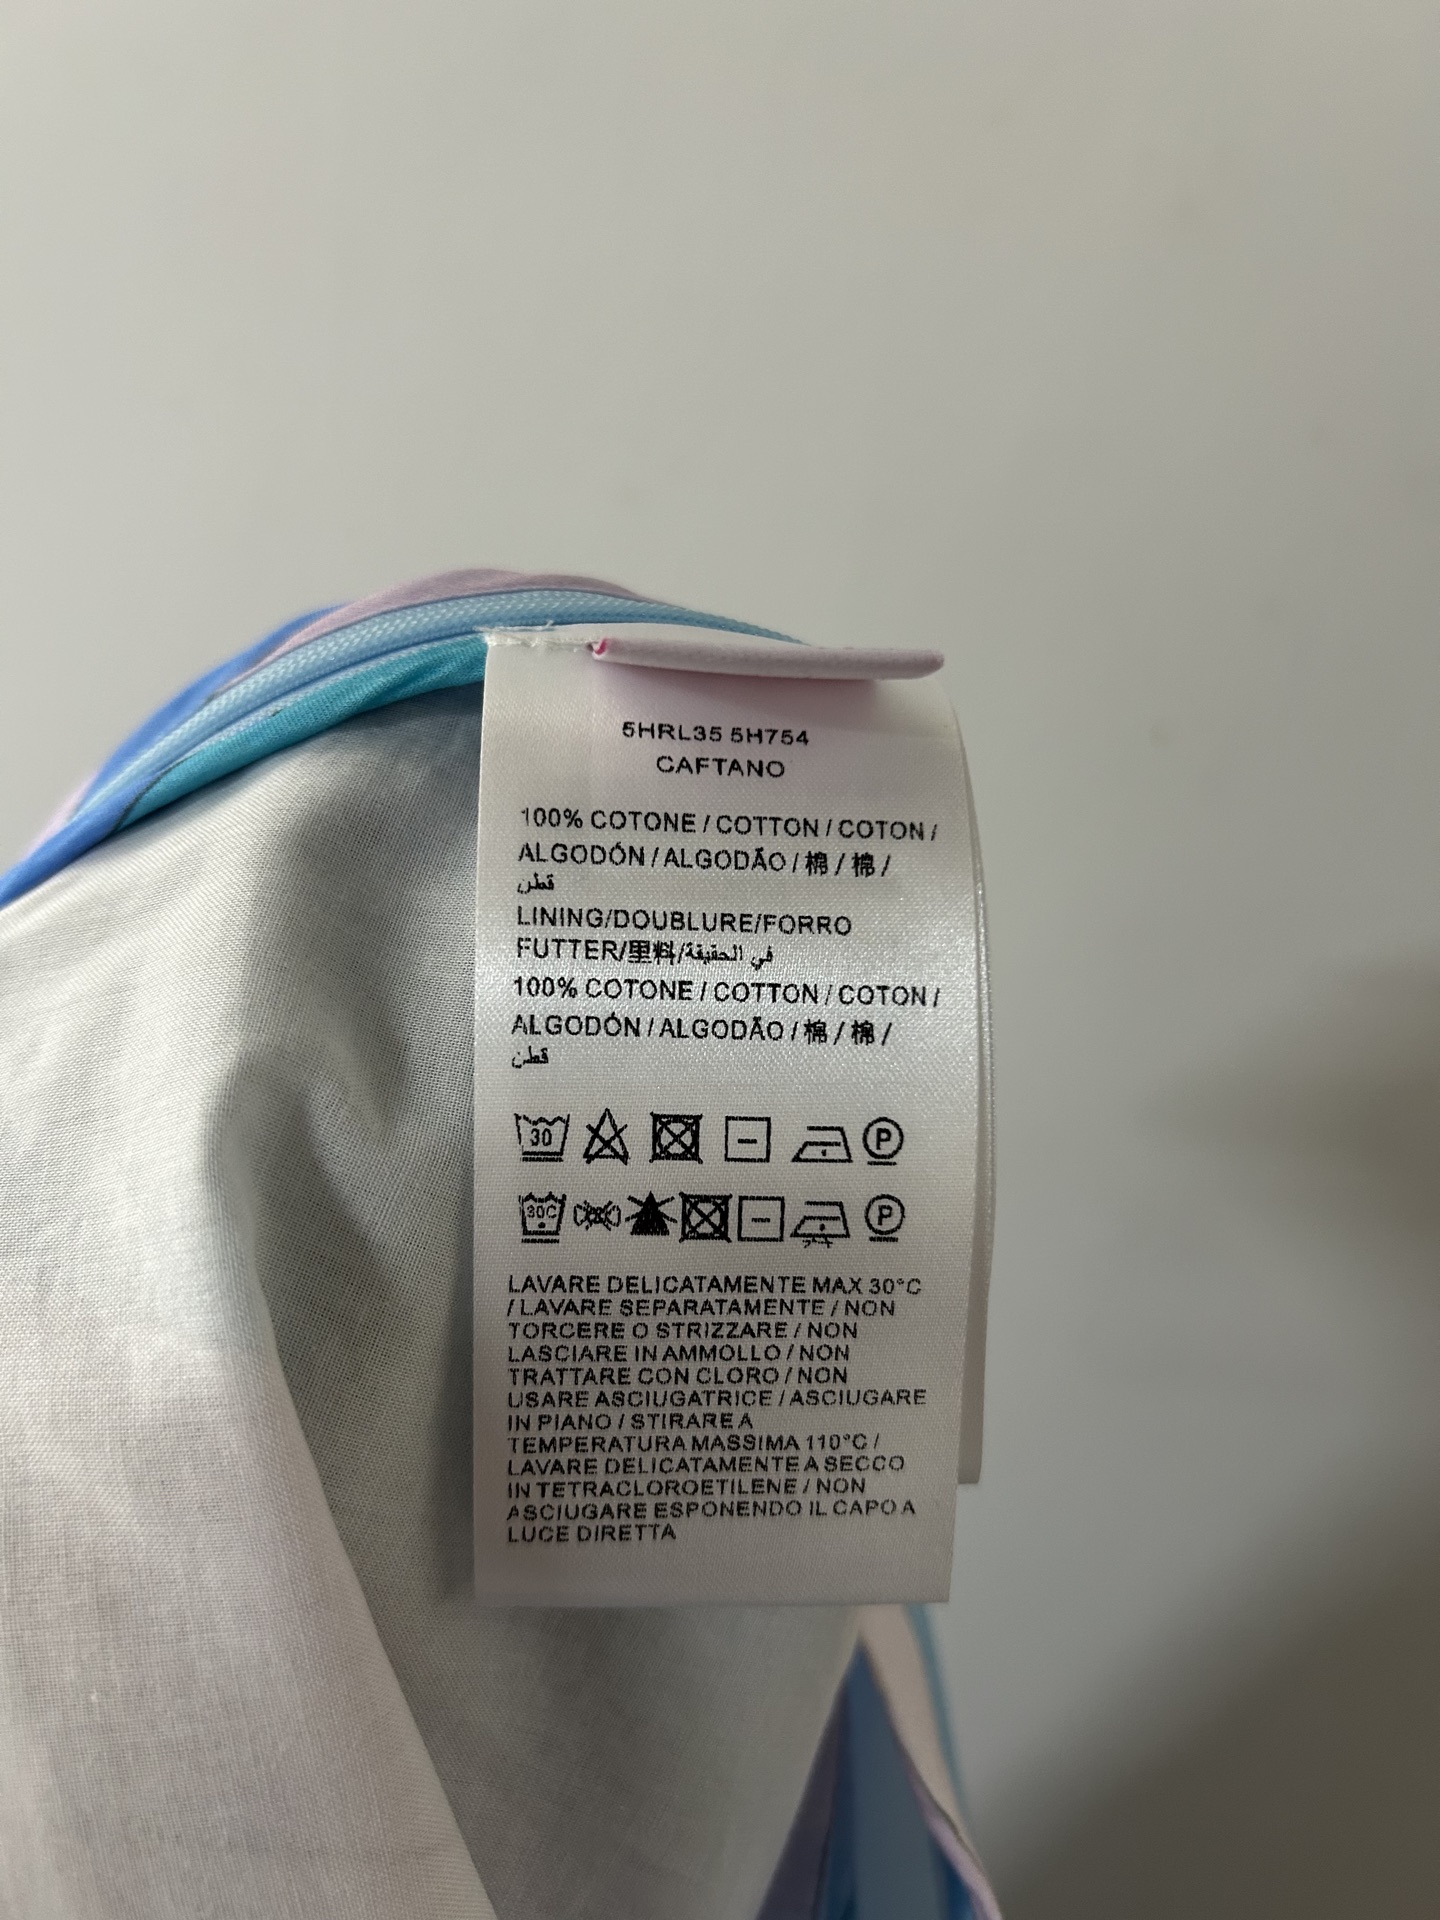 5HRL35 5H754
CAFTANO
100% COTONE / COTTON / COTON /
ALGODÓN / ALGODÃO / 棉 / 棉 /
قطن
LINING/DOUBLURE/FORRO
FUTTER/里料/في الحقيقة
100% COTONE / COTTON / COTON /
ALGODÓN / ALGODÃO / 棉 / 棉 /
قطن
30 P
30C P
LAVARE DELICATAMENTE MAX 30°C
/ LAVARE SEPARATAMENTE / NON
TORCERE O STRIZZARE / NON
LASCIARE IN AMMOLLO / NON
TRATTARE CON CLORO / NON
USARE ASCIUGATRICE / ASCIUGARE
IN PIANO / STIRARE A
TEMPERATURA MASSIMA 110°C /
LAVARE DELICATAMENTE A SECCO
IN TETRACLOROETILENE / NON
ASCIUGARE ESPONENDO IL CAPO A
LUCE DIRETTA